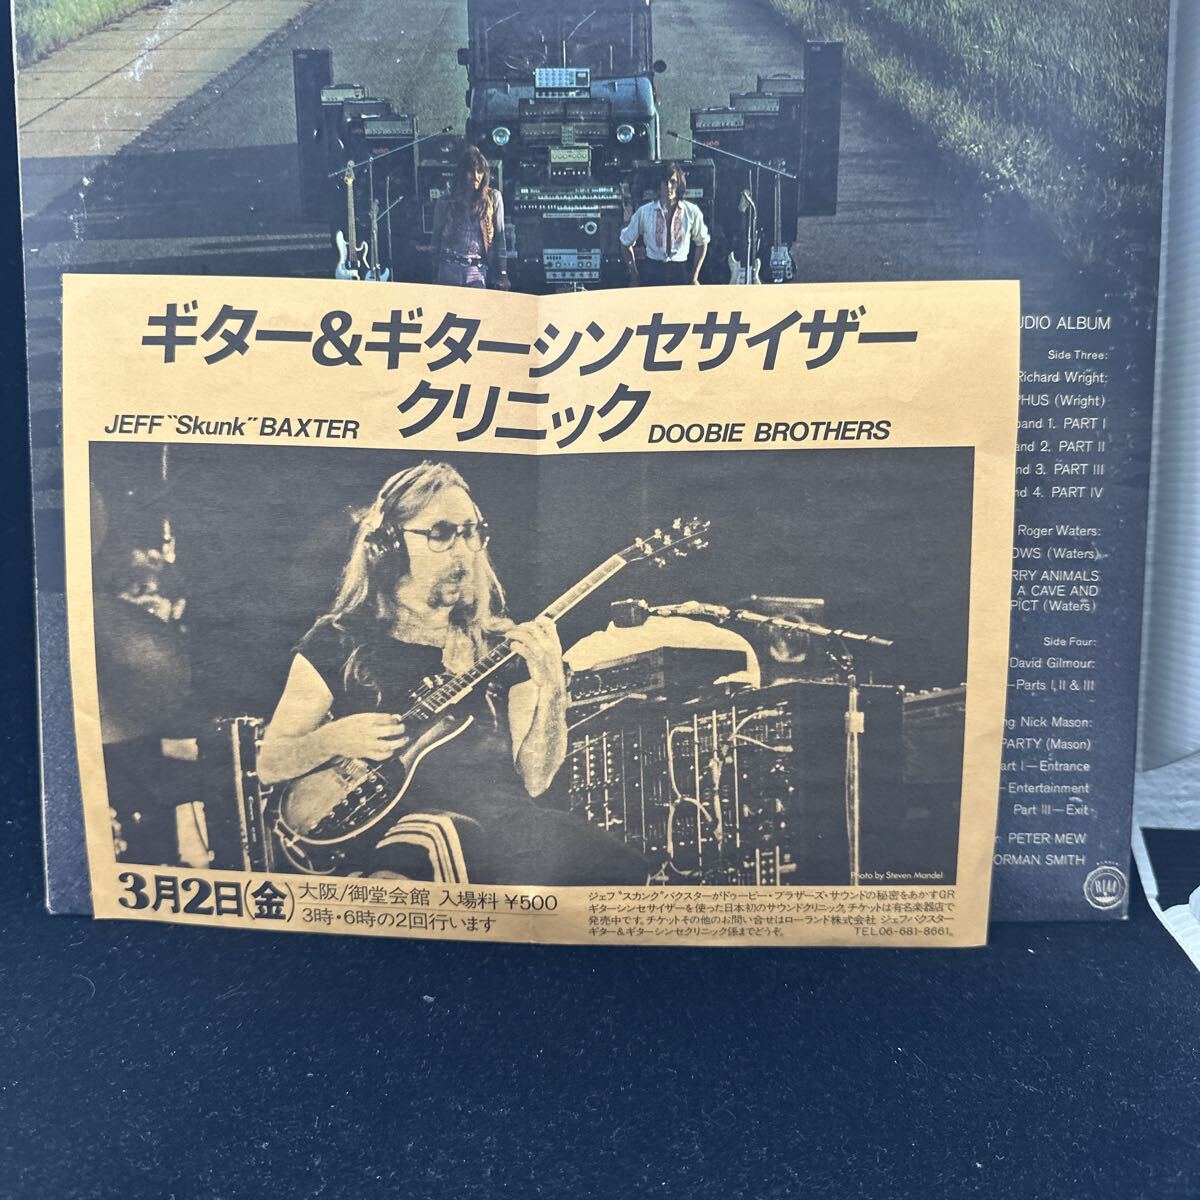 ギター&ギターシンセサイザー
クリニック
JEFF "Skunk" BAXTER
DOOBIE BROTHERS
Photo by Steven Mandel
3月2日(金)
大阪/御堂会館 入場料 ¥500
3時・6時の2回行います
ジェフ"スカンク"バクスターがドゥービー・ブラザーズ・サウンドの秘密をあかすGR
ギターシンセサイザーを使った日本初のサウンドクリニック。チケットは有名楽器店で
発売中です。チケットその他のお問い合せはローランド株式会社 ジェフバクスター
ギター&ギターシンセクリニック係までどうぞ。 TEL06-681-8661。
UDIO ALBUM
Side Three:
Richard Wright:
PHUS (Wright)
and 1. PART I
and 2. PART II
nd 3. PART III
nd 4. PART IV
Roger Waters:
OWS (Waters)
RRY ANIMALS
A CAVE AND
PICT (Waters)
Side Four:
David Gilmour:
—Parts I, II & III
ng Nick Mason:
PARTY (Mason)
art I—Entrance
—Entertainment
Part III—Exit
r: PETER MEW
ORMAN SMITH